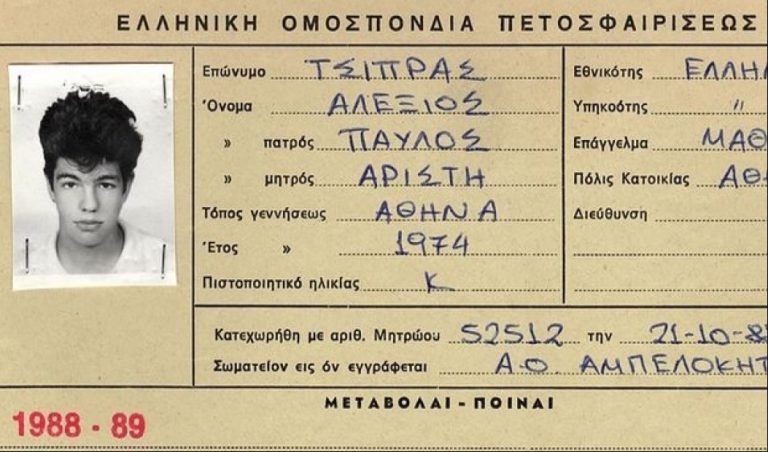 ΕΛΛΗΝΙΚΗ ΟΜΟΣΠΟΝΔΙΑ ΠΕΤΟΣΦΑΙΡΙΣΕΩΣ
Επώνυμο ΤΣΙΠΡΑΣ
Όνομα ΑΛΕΞΙΟΣ
» πατρός ΠΑΥΛΟΣ
» μητρός ΑΡΙΣΤΗ
Τόπος γεννήσεως ΑΘΗΝΑ
Έτος » 1974
Πιστοποιητικό ηλικίας Κ
Εθνικότης ΕΛΛΗ
Υπηκοότης "
Επάγγελμα ΜΑΘ
Πόλις Κατοικίας ΑΘ
Διεύθυνση
Κατεχωρήθη με αριθ. Μητρώου 52512 την 21-10-8
Σωματείον εις όν εγγράφεται Α.Ο. ΑΜΠΕΛΟΚΗΠ
ΜΕΤΑΒΟΛΑΙ - ΠΟΙΝΑΙ
1988 - 89